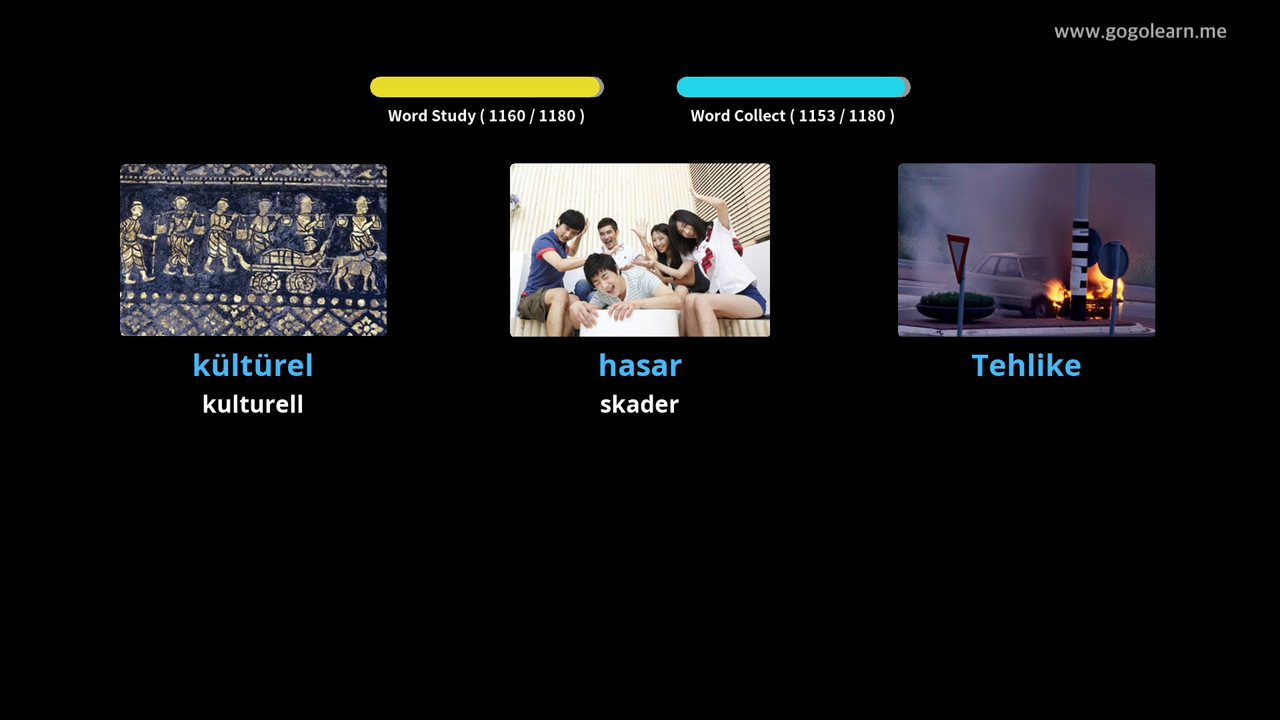 www.gogolearn.me
Word Study ( 1160 / 1180 )
Word Collect ( 1153 / 1180 )
kültürel
hasar
Tehlike
kulturell
skader